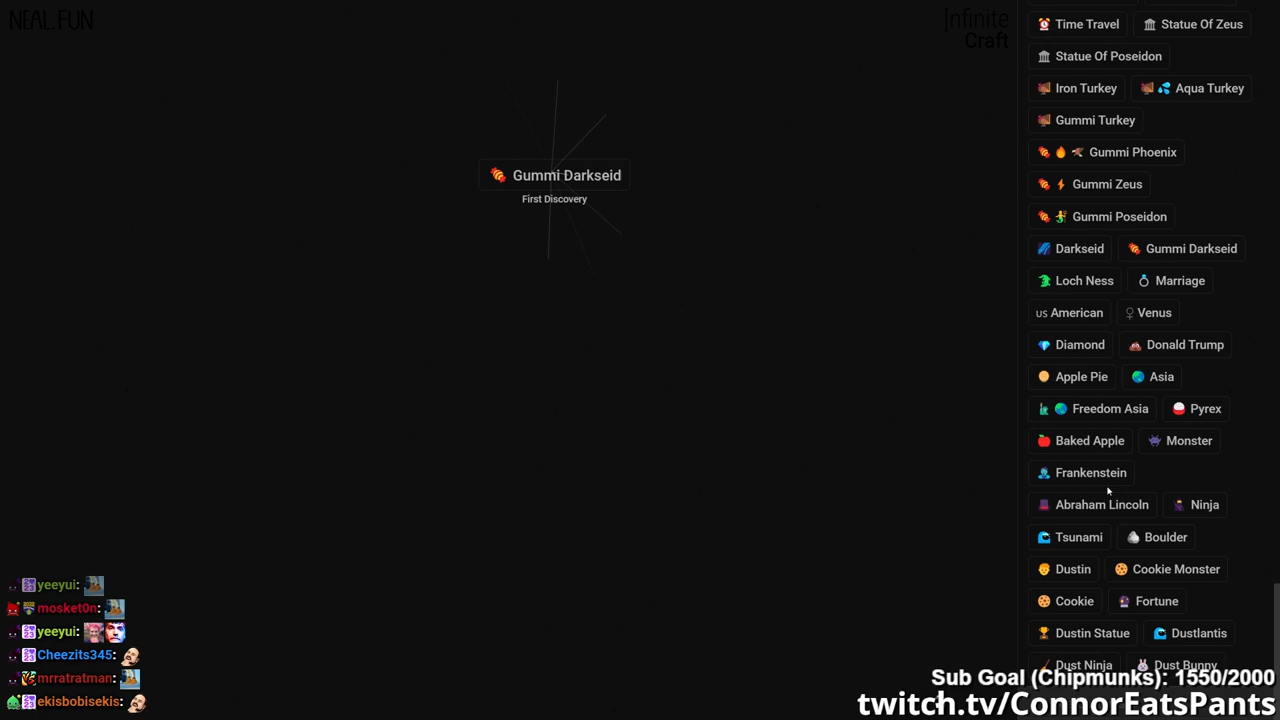 NEAL.FUN
Infinite
Craft
Time Travel
Statue Of Zeus
Statue Of Poseidon
Iron Turkey
Aqua Turkey
Gummi Turkey
Gummi Phoenix
Gummi Zeus
Gummi Poseidon
Darkseid
Gummi Darkseid
Loch Ness
Marriage
US American
Venus
Diamond
Donald Trump
Apple Pie
Asia
Freedom Asia
Pyrex
Baked Apple
Monster
Frankenstein
Abraham Lincoln
Ninja
Tsunami
Boulder
Dustin
Cookie Monster
Cookie
Fortune
Dustin Statue
Dustlantis
Dust Ninja
Dust Bunny
Gummi Darkseid
First Discovery
yeeyui:
mosket0n:
yeeyui:
Cheezits345:
mrratratman:
ekisbobisekis:
Sub Goal (Chipmunks): 1550/2000
twitch.tv/ConnorEatsPants